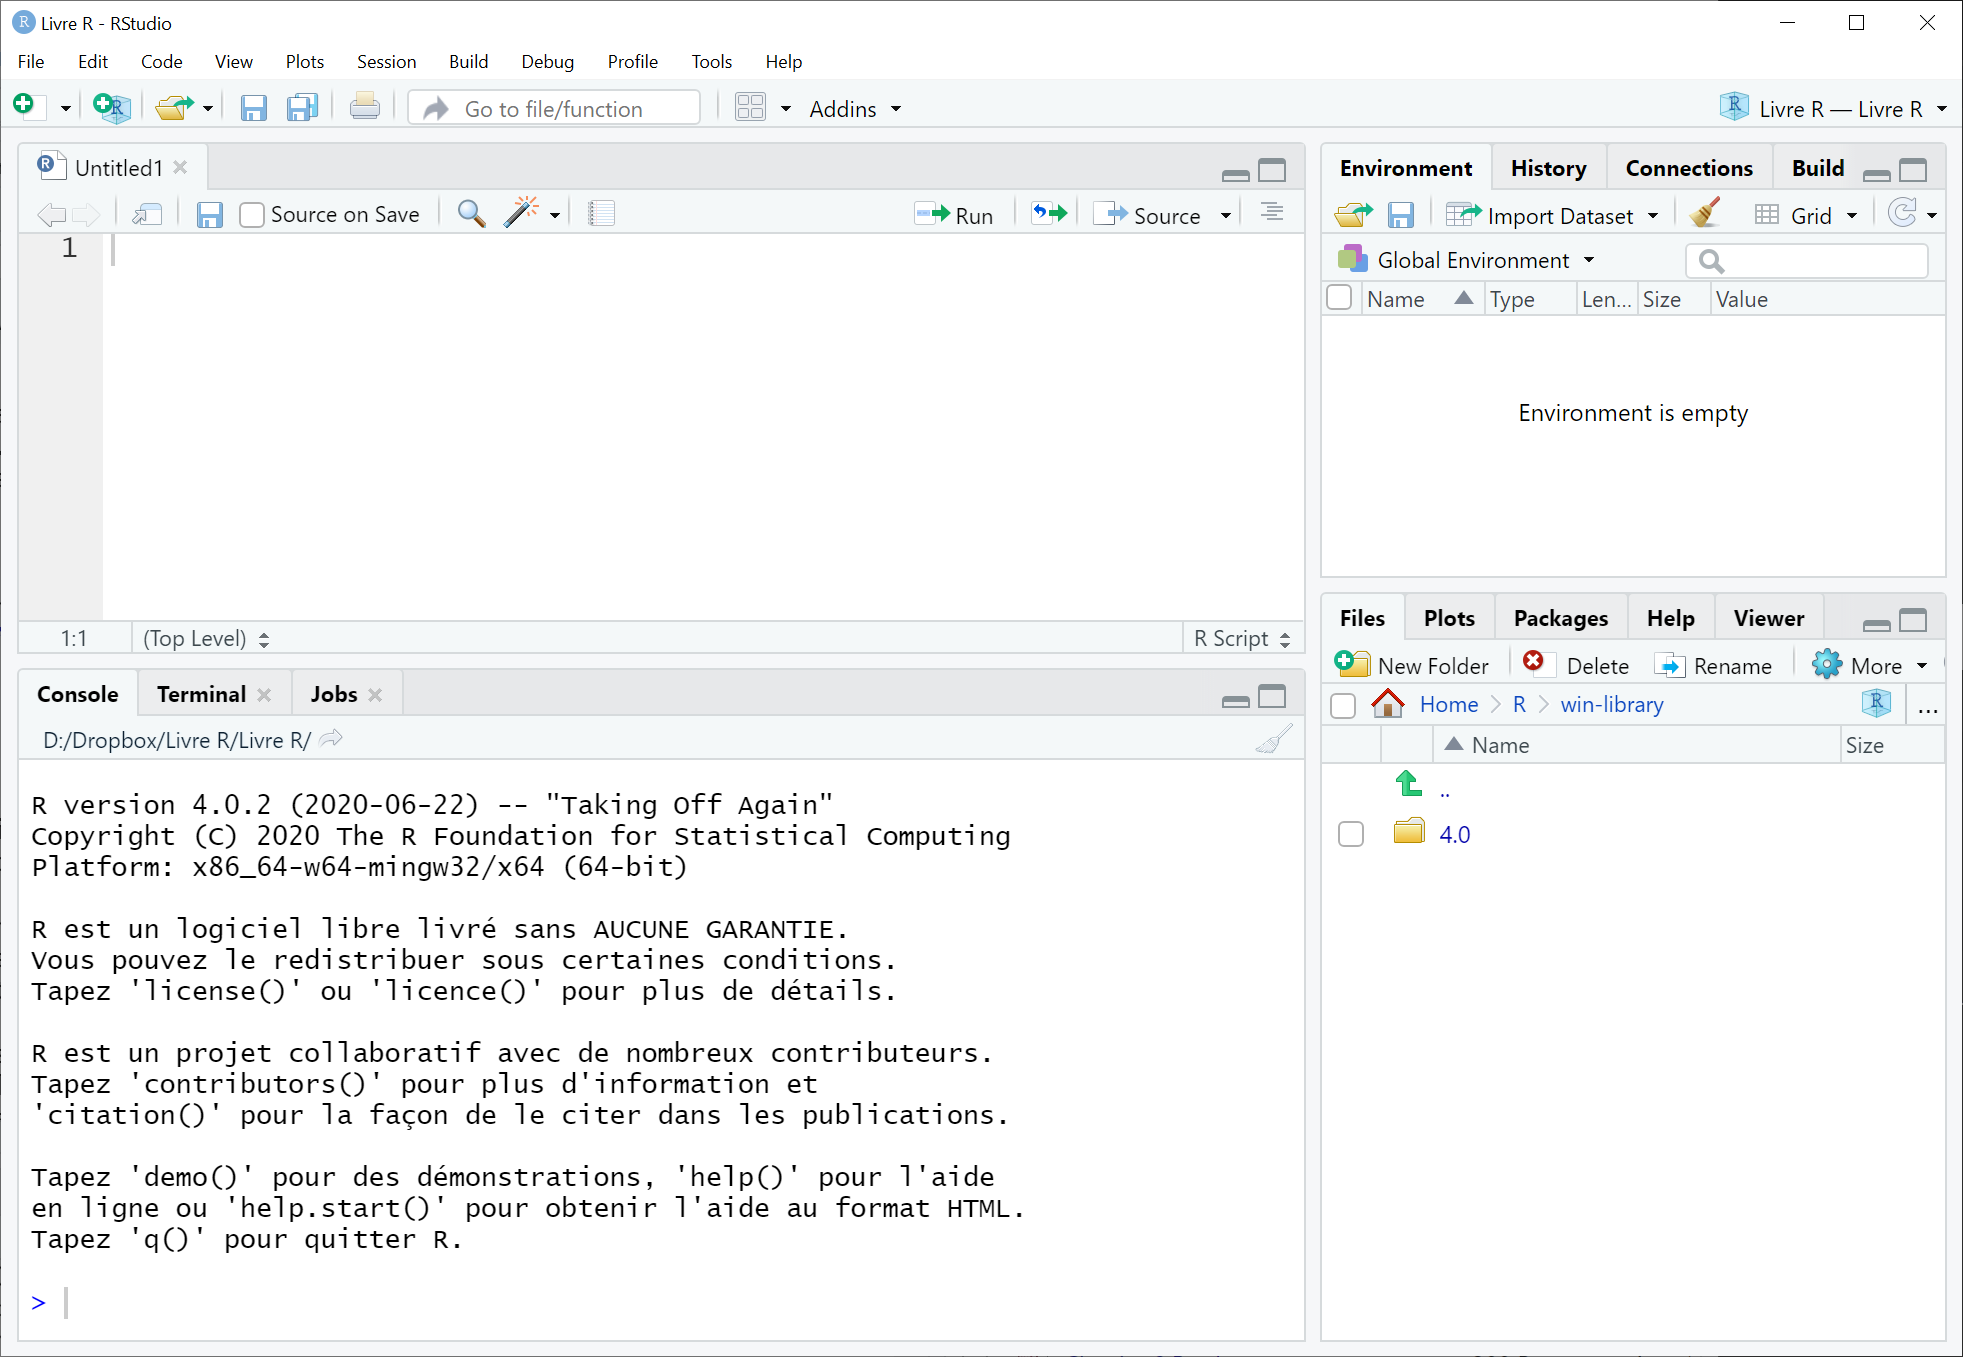 Livre R - RStudio
File Edit Code View Plots Session Build Debug Profile Tools Help
Go to file/function Addins Livre R — Livre R
Untitled1
Source on Save Run Source
1
1:1 (Top Level) R Script
Console Terminal Jobs
D:/Dropbox/Livre R/Livre R/
R version 4.0.2 (2020-06-22) -- "Taking Off Again"
Copyright (C) 2020 The R Foundation for Statistical Computing
Platform: x86_64-w64-mingw32/x64 (64-bit)
R est un logiciel libre livré sans AUCUNE GARANTIE.
Vous pouvez le redistribuer sous certaines conditions.
Tapez 'license()' ou 'licence()' pour plus de détails.
R est un projet collaboratif avec de nombreux contributeurs.
Tapez 'contributors()' pour plus d'information et
'citation()' pour la façon de le citer dans les publications.
Tapez 'demo()' pour des démonstrations, 'help()' pour l'aide
en ligne ou 'help.start()' pour obtenir l'aide au format HTML.
Tapez 'q()' pour quitter R.
>
Environment History Connections Build
Import Dataset Grid
Global Environment
Name Type Len... Size Value
Environment is empty
Files Plots Packages Help Viewer
New Folder Delete Rename More
Home R win-library ...
Name Size
..
4.0